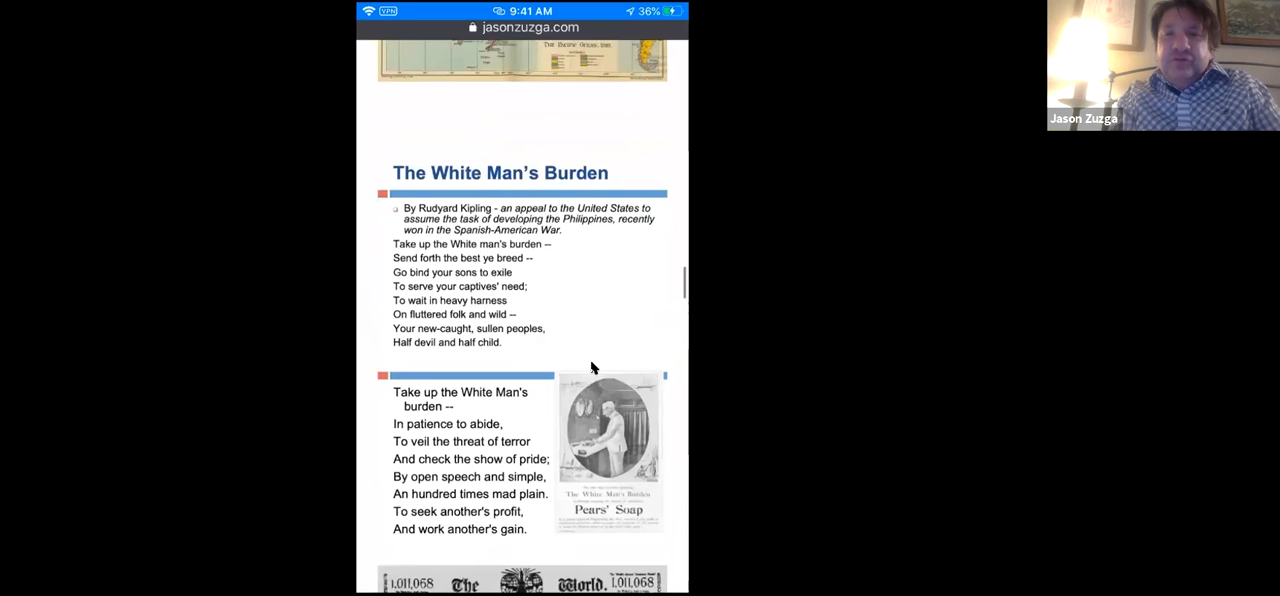 VPN
9:41 AM
36%
jasonzuzga.com
Jason Zuzga
The White Man's Burden
By Rudyard Kipling - an appeal to the United States to
assume the task of developing the Philippines, recently
won in the Spanish-American War.
Take up the White man's burden --
Send forth the best ye breed --
Go bind your sons to exile
To serve your captives' need;
To wait in heavy harness
On fluttered folk and wild --
Your new-caught, sullen peoples,
Half devil and half child.
Take up the White Man's
burden --
In patience to abide,
To veil the threat of terror
And check the show of pride;
By open speech and simple,
An hundred times mad plain.
To seek another's profit,
And work another's gain.
The White Man's Burden
Pears' Soap
1,011,068 The World. 1,011,068